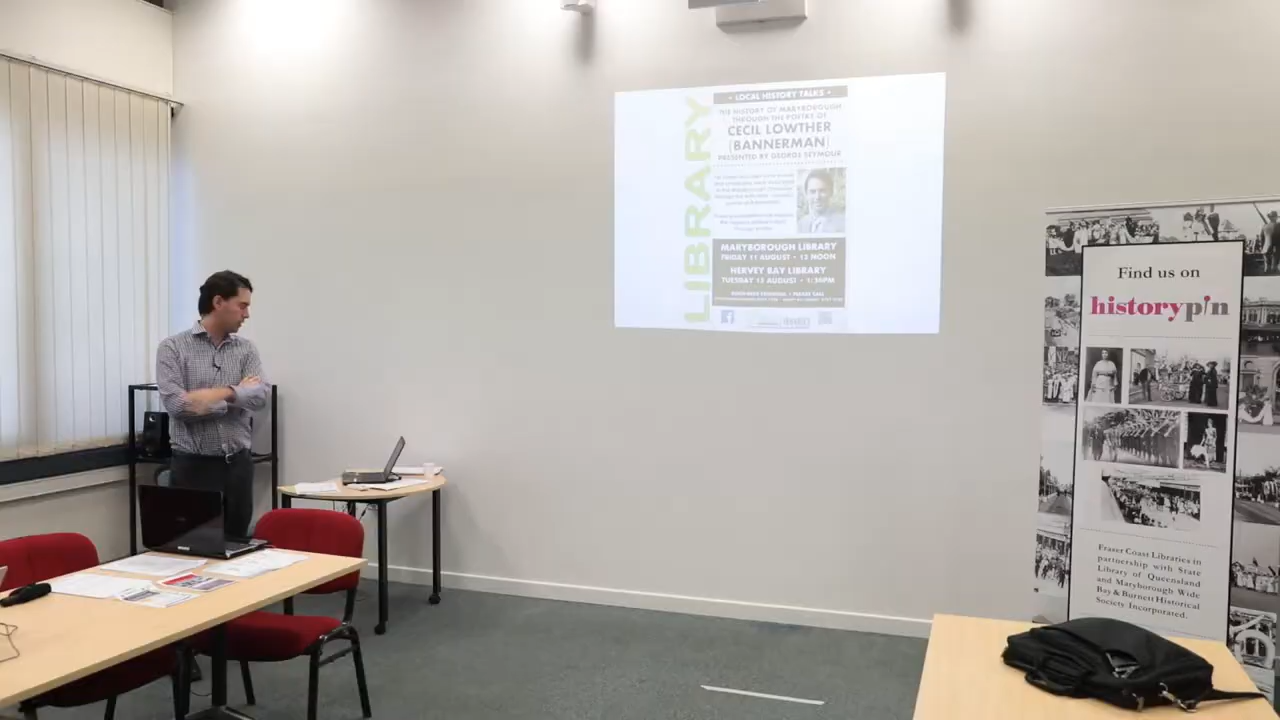 LIBRARY
• LOCAL HISTORY TALKS •
THE HISTORY OF MARYBOROUGH
THROUGH THE POETRY OF
CECIL LOWTHER
(BANNERMAN)
PRESENTED BY GEORGE SEYMOUR
MARYBOROUGH LIBRARY
FRIDAY 11 AUGUST • 12 NOON
HERVEY BAY LIBRARY
TUESDAY 15 AUGUST • 1:30PM
Find us on
historypin
Fraser Coast Libraries in
partnership with State
Library of Queensland
and Maryborough Wide
Bay & Burnett Historical
Society Incorporated.